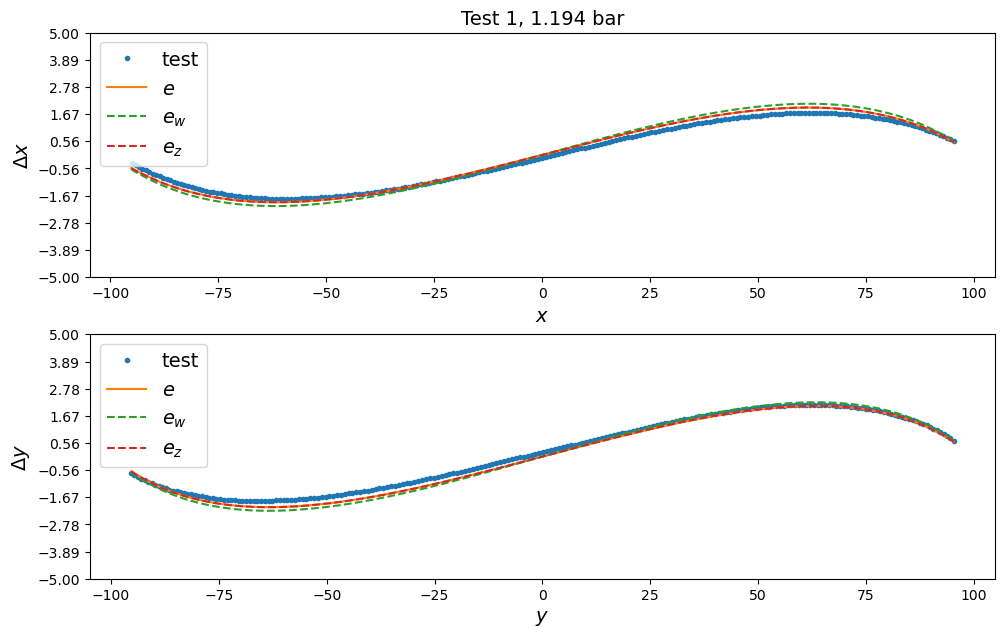 Test 1, 1.194 bar
5.00
3.89
2.78
1.67
0.56
−0.56
−1.67
−2.78
−3.89
−5.00
Δx
test
e
e_w
e_z
−100 −75 −50 −25 0 25 50 75 100
x
5.00
3.89
2.78
1.67
0.56
−0.56
−1.67
−2.78
−3.89
−5.00
Δy
test
e
e_w
e_z
−100 −75 −50 −25 0 25 50 75 100
y